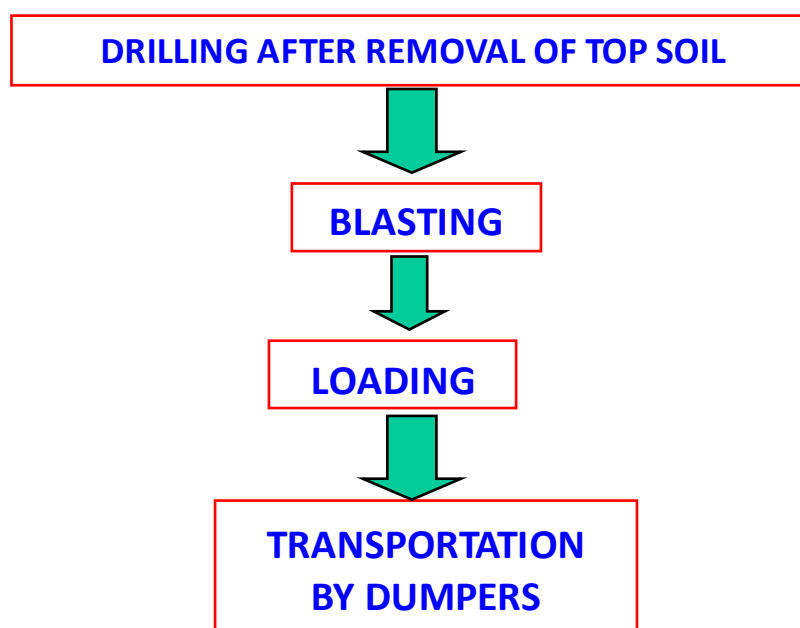 DRILLING AFTER REMOVAL OF TOP SOIL
BLASTING
LOADING
TRANSPORTATION
BY DUMPERS